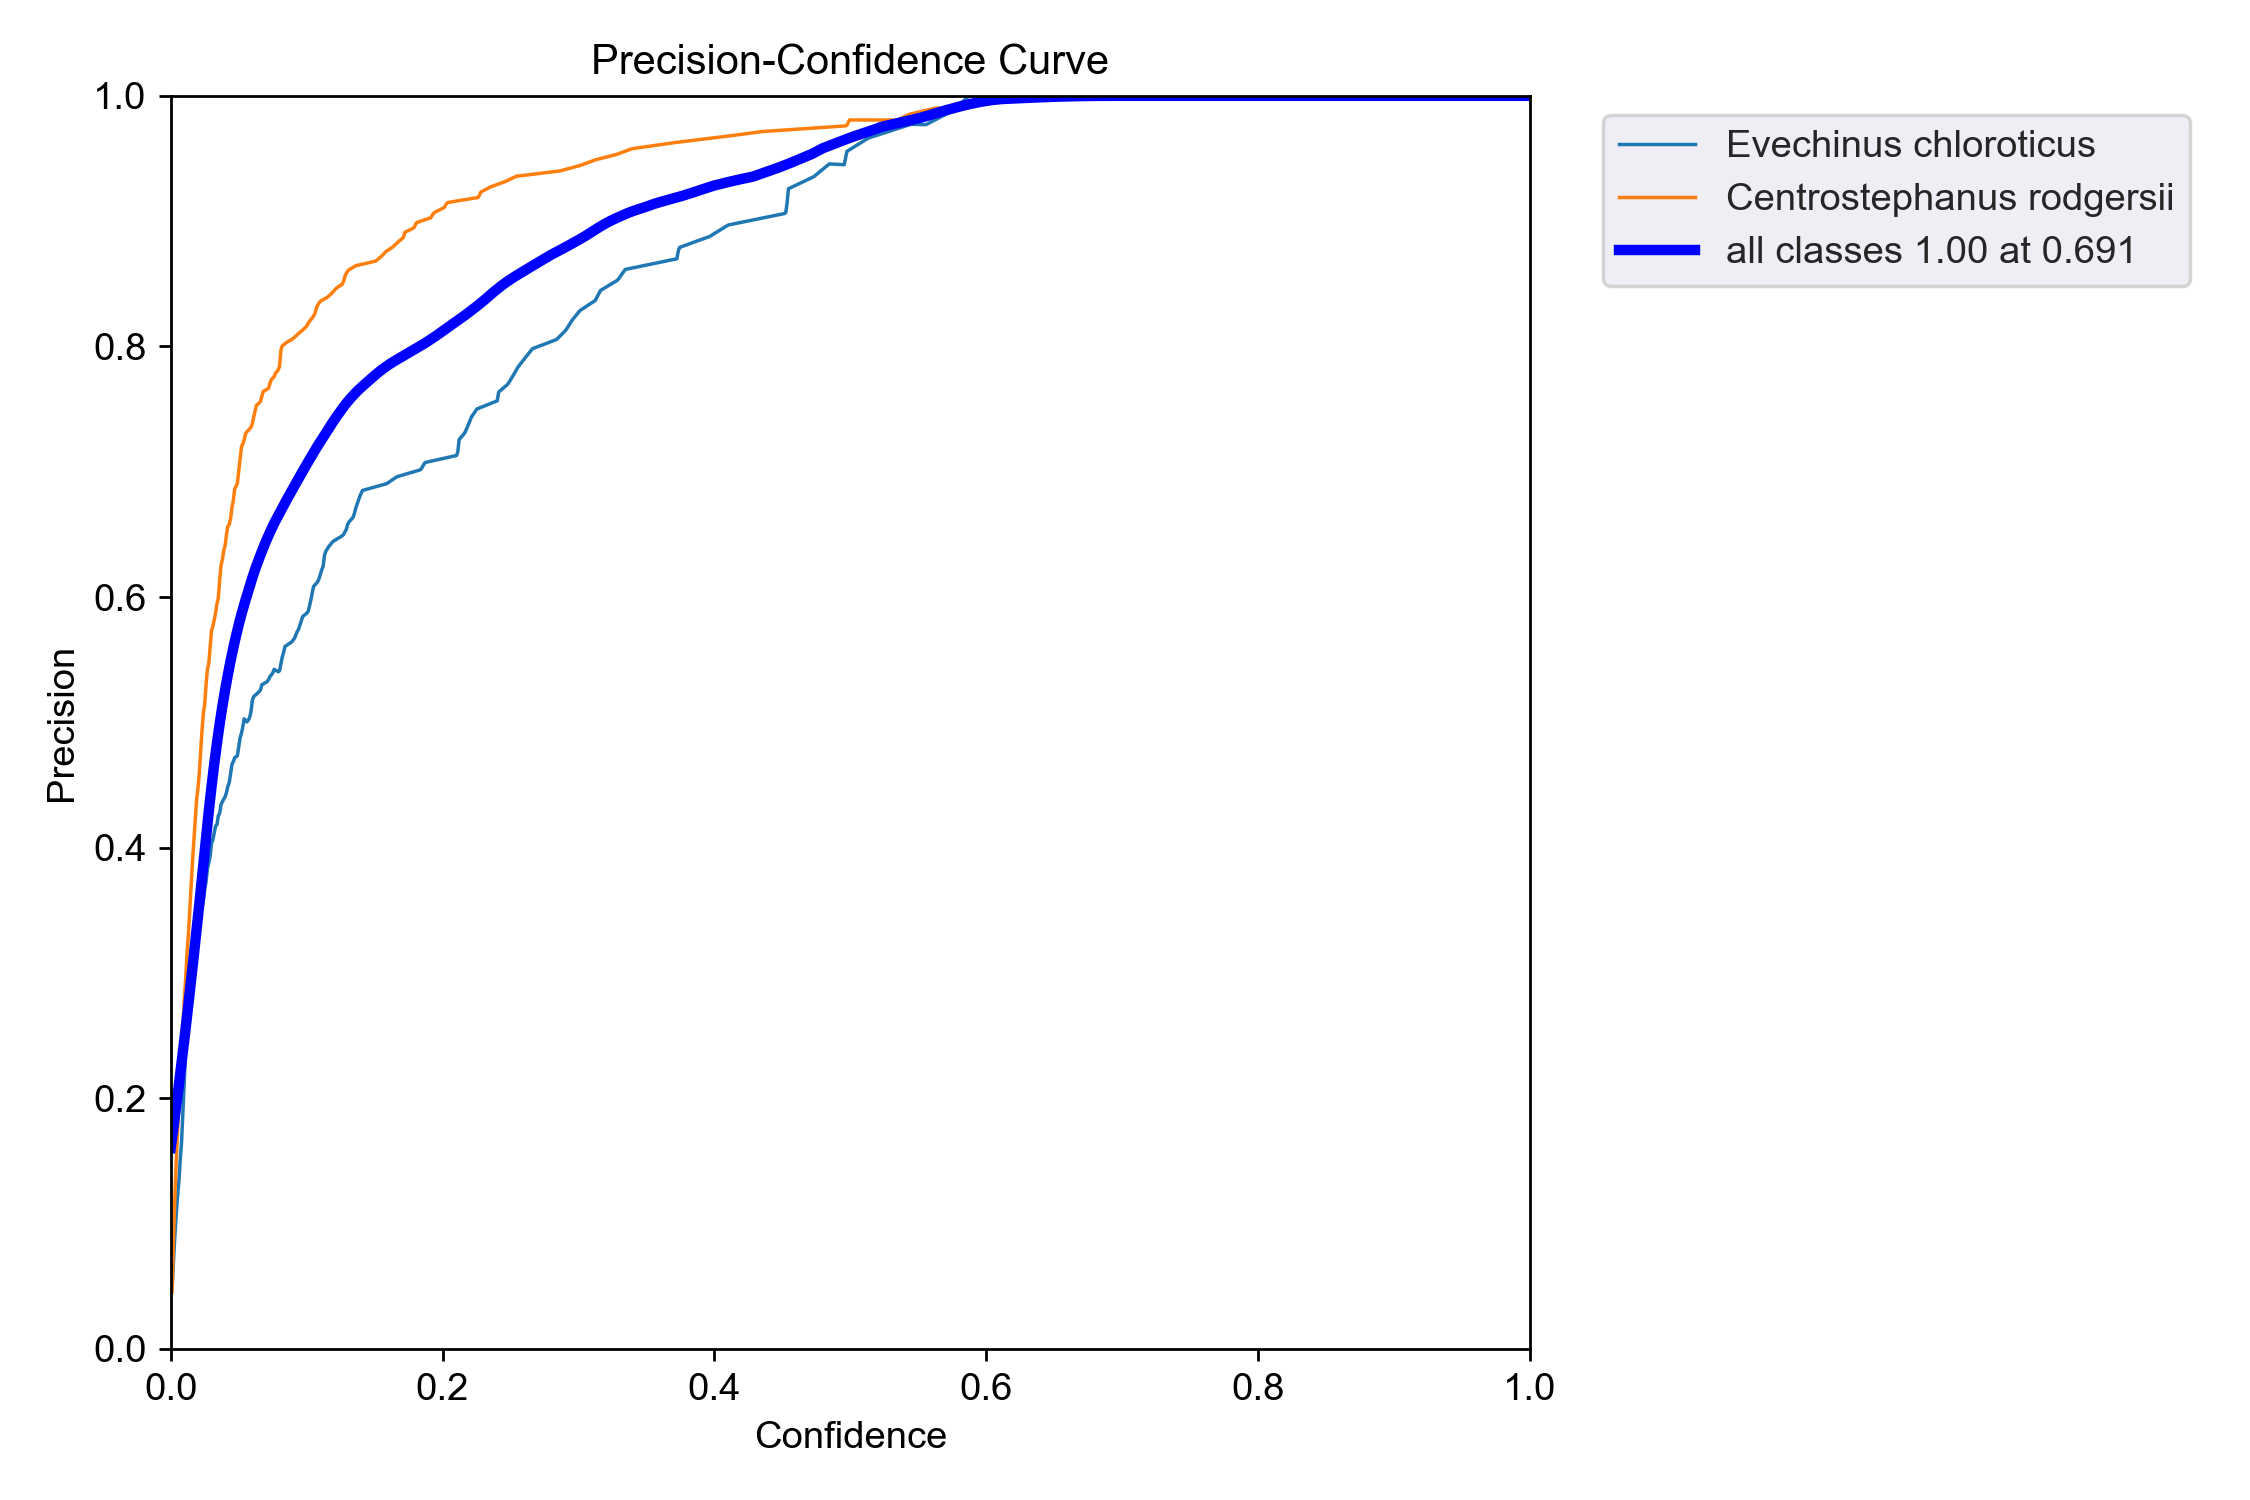 Precision-Confidence Curve
1.0
0.8
0.6
0.4
0.2
0.0
Precision
0.0 0.2 0.4 0.6 0.8 1.0
Confidence
Evechinus chloroticus
Centrostephanus rodgersii
all classes 1.00 at 0.691